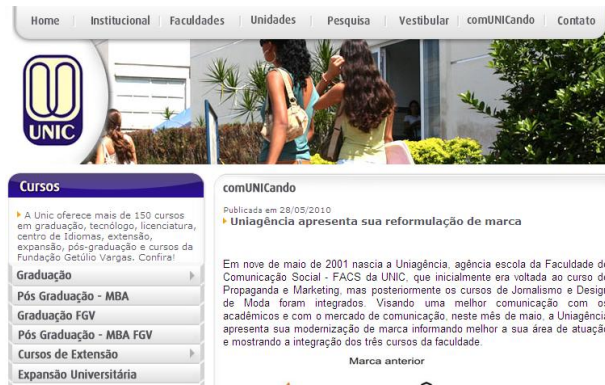 Home
Institucional
Faculdades
Unidades
Pesquisa
Vestibular
comUNICando
Contato
UNIC
Cursos
A Unic oferece mais de 150 cursos
em graduação, tecnólogo, licenciatura,
centro de Idiomas, extensão,
expansão, pós-graduação e cursos da
Fundação Getúlio Vargas. Confira!
Graduação
Pós Graduação - MBA
Graduação FGV
Pós Graduação - MBA FGV
Cursos de Extensão
Expansão Universitária
comUNICando
Publicada em 28/05/2010
Uniagência apresenta sua reformulação de marca
Em nove de maio de 2001 nascia a Uniagência, agência escola da Faculdade de
Comunicação Social - FACS da UNIC, que inicialmente era voltada ao curso de
Propaganda e Marketing, mas posteriormente os cursos de Jornalismo e Design
de Moda foram integrados. Visando uma melhor comunicação com os
acadêmicos e com o mercado de comunicação, neste mês de maio, a Uniagência
apresenta sua modernização de marca informando melhor a sua área de atuação
e mostrando a integração dos três cursos da faculdade.
Marca anterior